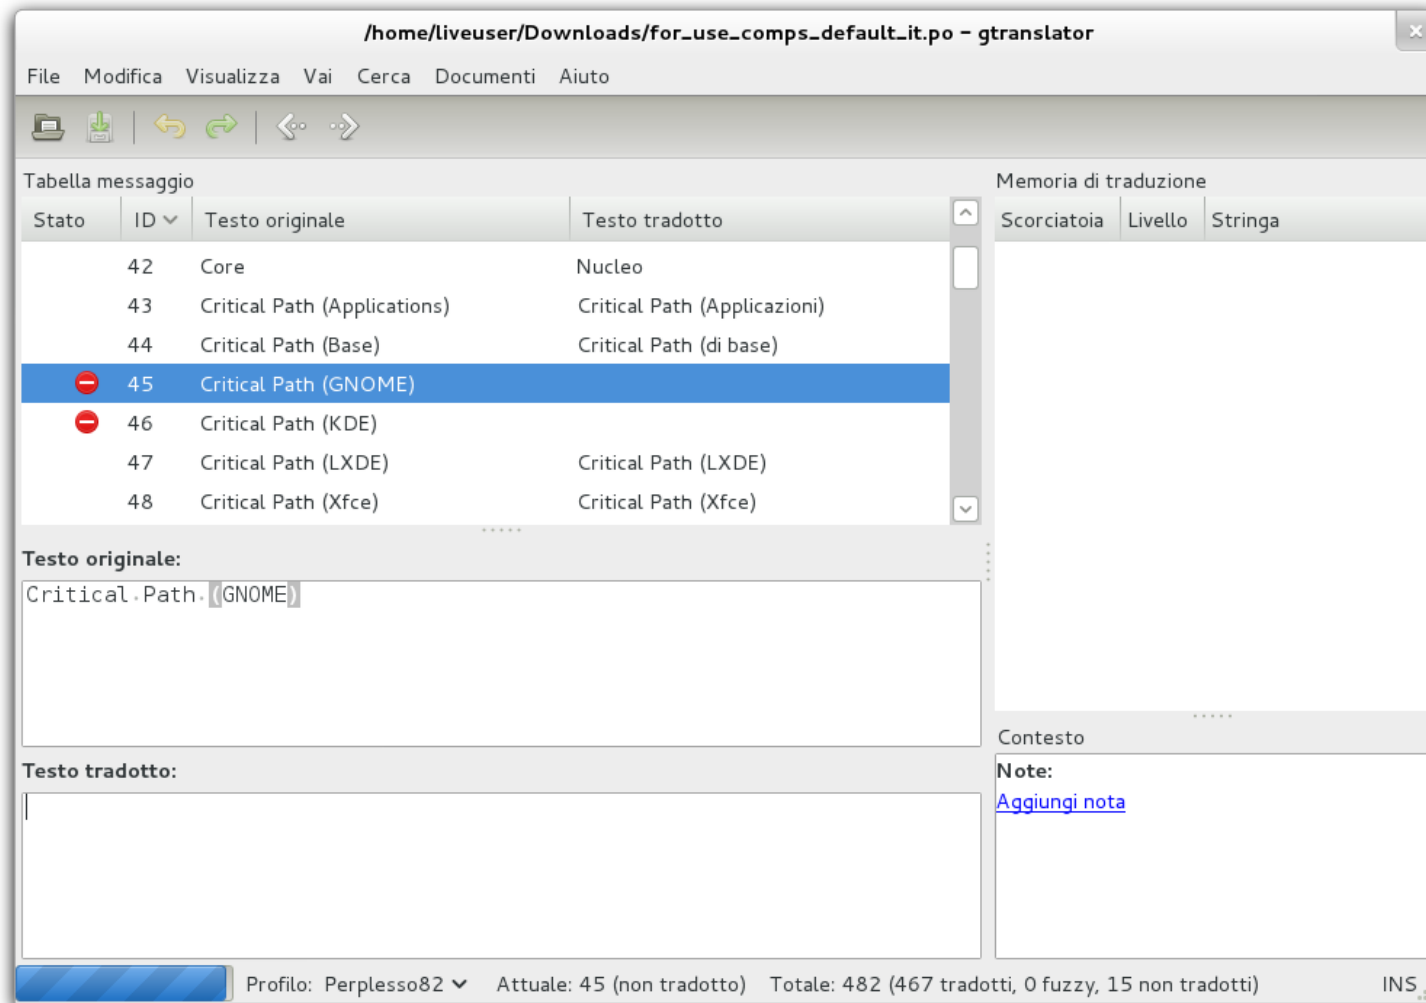 /home/liveuser/Downloads/for_use_comps_default_it.po - gtranslator
File Modifica Visualizza Vai Cerca Documenti Aiuto
Tabella messaggio
Stato ID Testo originale Testo tradotto
42 Core Nucleo
43 Critical Path (Applications) Critical Path (Applicazioni)
44 Critical Path (Base) Critical Path (di base)
45 Critical Path (GNOME)
46 Critical Path (KDE)
47 Critical Path (LXDE) Critical Path (LXDE)
48 Critical Path (Xfce) Critical Path (Xfce)
Testo originale:
Critical·Path·(GNOME)
Testo tradotto:
Memoria di traduzione
Scorciatoia Livello Stringa
Contesto
Note:
Aggiungi nota
Profilo: Perplesso82 Attuale: 45 (non tradotto) Totale: 482 (467 tradotti, 0 fuzzy, 15 non tradotti) INS